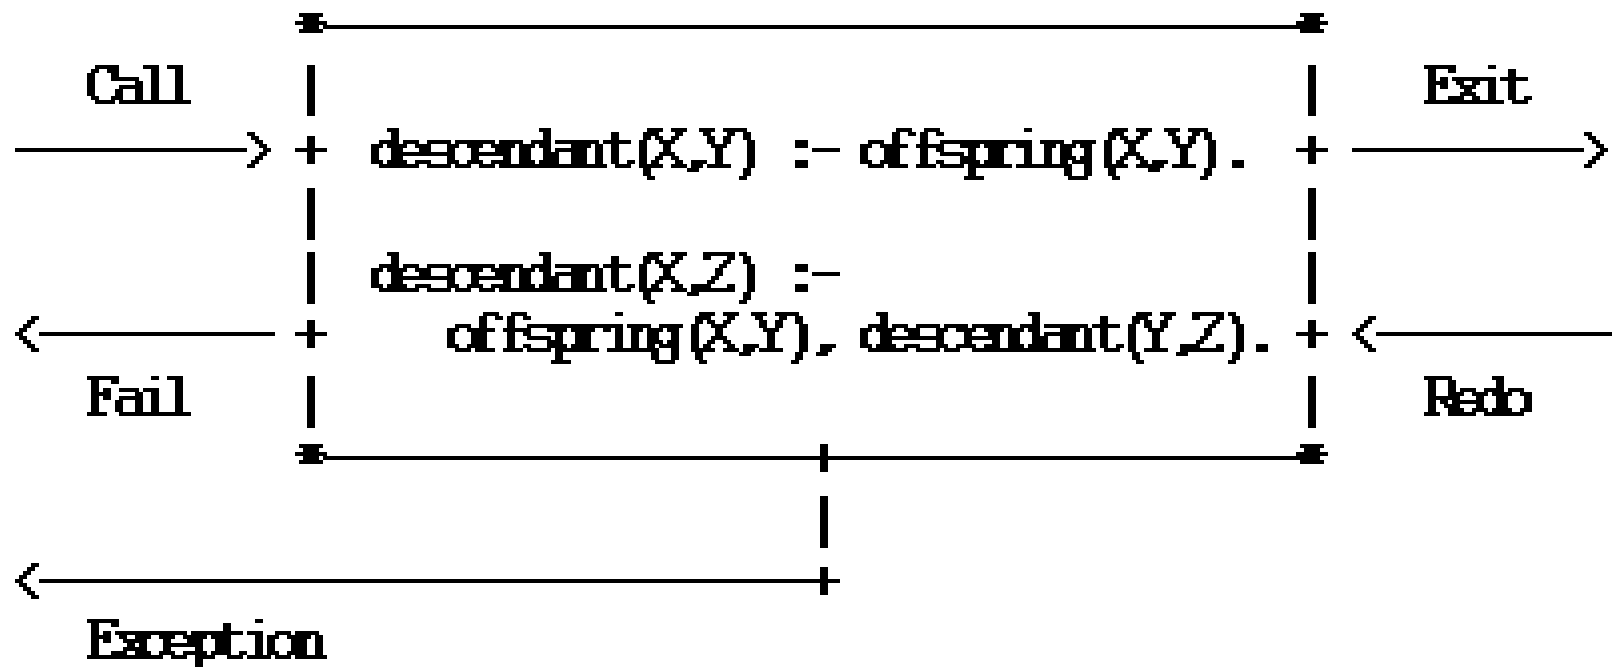 Call Exit
descendant(X,Y) :- offspring(X,Y).
descendant(X,Z) :-
offspring(X,Y), descendant(Y,Z).
Fail Redo
Exception